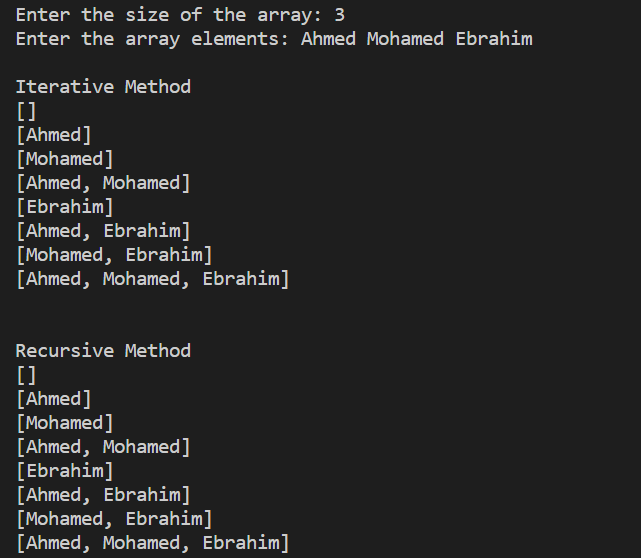 Enter the size of the array: 3
Enter the array elements: Ahmed Mohamed Ebrahim
Iterative Method
[]
[Ahmed]
[Mohamed]
[Ahmed, Mohamed]
[Ebrahim]
[Ahmed, Ebrahim]
[Mohamed, Ebrahim]
[Ahmed, Mohamed, Ebrahim]
Recursive Method
[]
[Ahmed]
[Mohamed]
[Ahmed, Mohamed]
[Ebrahim]
[Ahmed, Ebrahim]
[Mohamed, Ebrahim]
[Ahmed, Mohamed, Ebrahim]